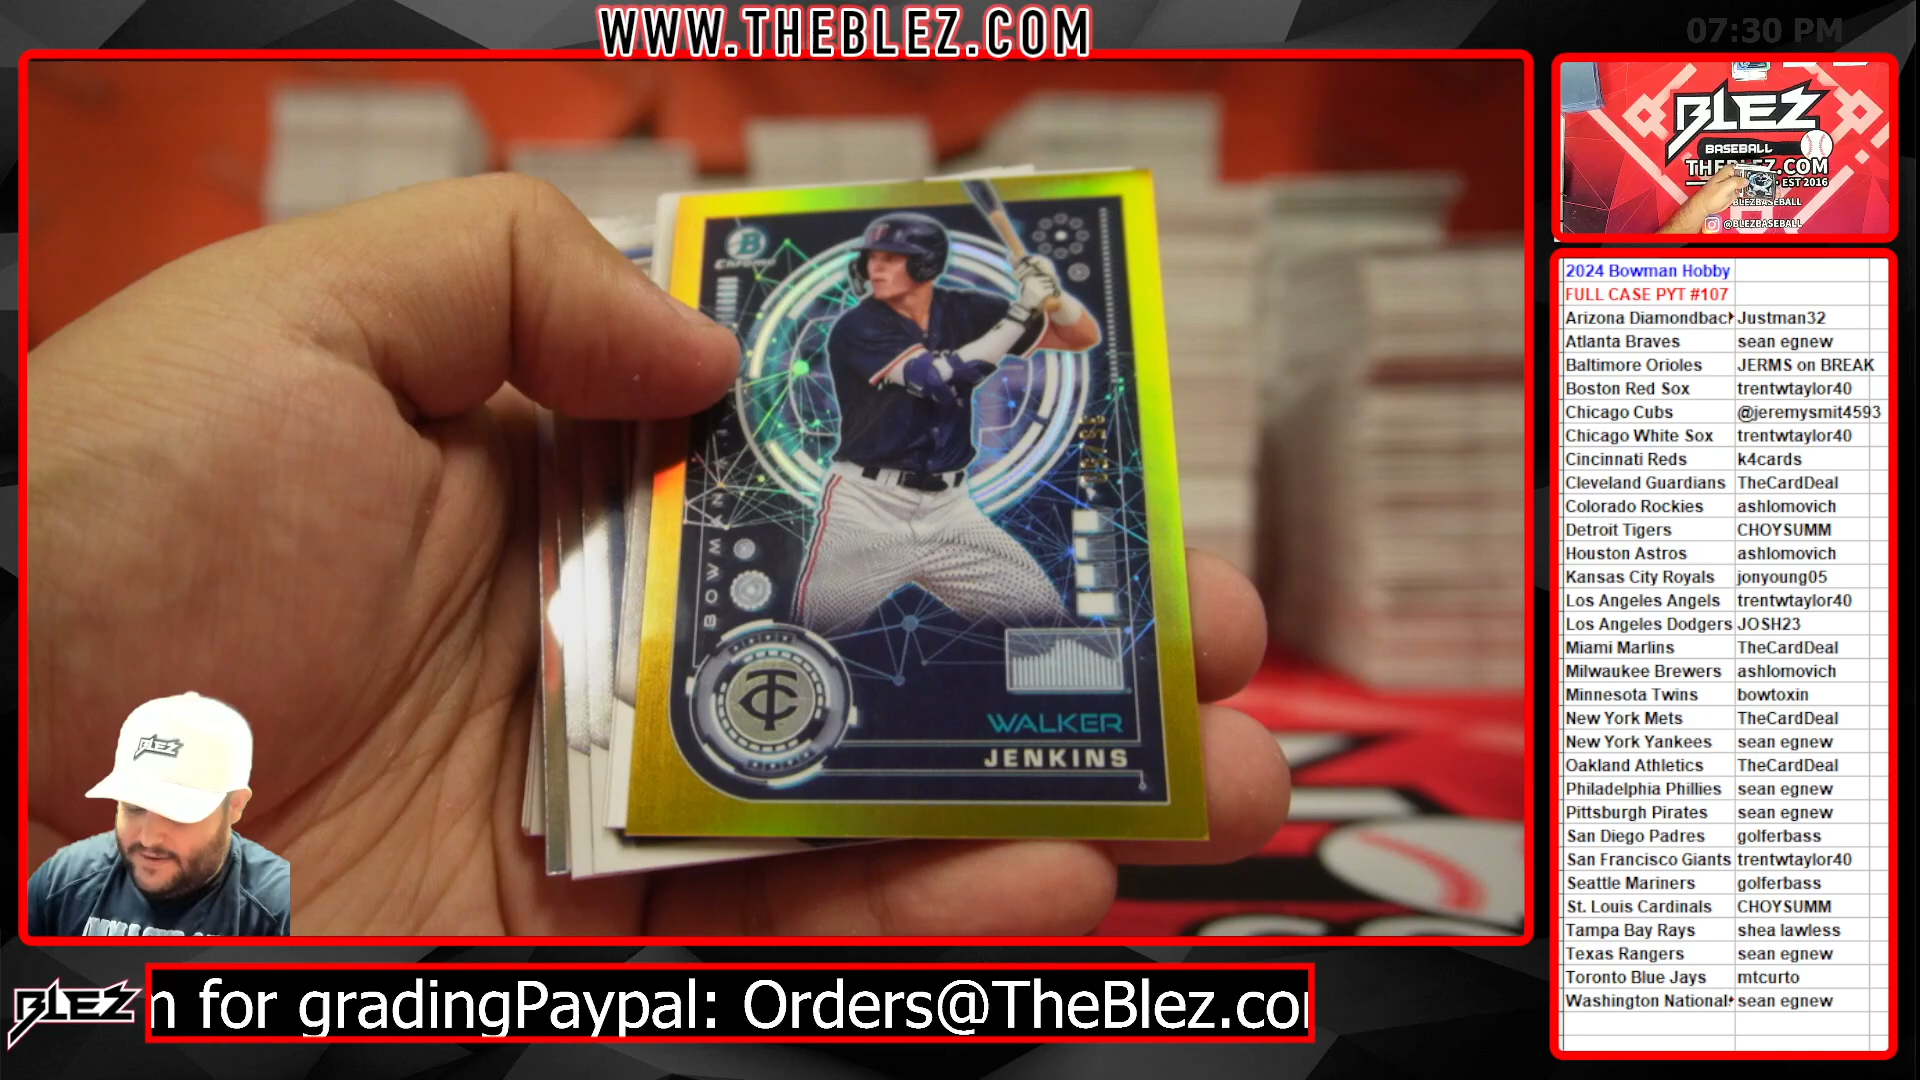 WWW.THEBLEZ.COM
07:30 PM
Chrome
BOWMAN
TC
WALKER
JENKINS
BLEZ
BASEBALL
THEBLEZ.COM
EST 2016
@BLEZBASEBALL
2024 Bowman Hobby
FULL CASE PYT #107
Arizona Diamondbac Justman32
Atlanta Braves sean egnew
Baltimore Orioles JERMS on BREAK
Boston Red Sox trentwtaylor40
Chicago Cubs @jeremysmit4593
Chicago White Sox trentwtaylor40
Cincinnati Reds k4cards
Cleveland Guardians TheCardDeal
Colorado Rockies ashlomovich
Detroit Tigers CHOYSUMM
Houston Astros ashlomovich
Kansas City Royals jonyoung05
Los Angeles Angels trentwtaylor40
Los Angeles Dodgers JOSH23
Miami Marlins TheCardDeal
Milwaukee Brewers ashlomovich
Minnesota Twins bowtoxin
New York Mets TheCardDeal
New York Yankees sean egnew
Oakland Athletics TheCardDeal
Philadelphia Phillies sean egnew
Pittsburgh Pirates sean egnew
San Diego Padres golferbass
San Francisco Giants trentwtaylor40
Seattle Mariners golferbass
St. Louis Cardinals CHOYSUMM
Tampa Bay Rays shea lawless
Texas Rangers sean egnew
Toronto Blue Jays mtcurto
Washington National sean egnew
BLEZ
BLEZ
m for gradingPaypal: Orders@TheBlez.com